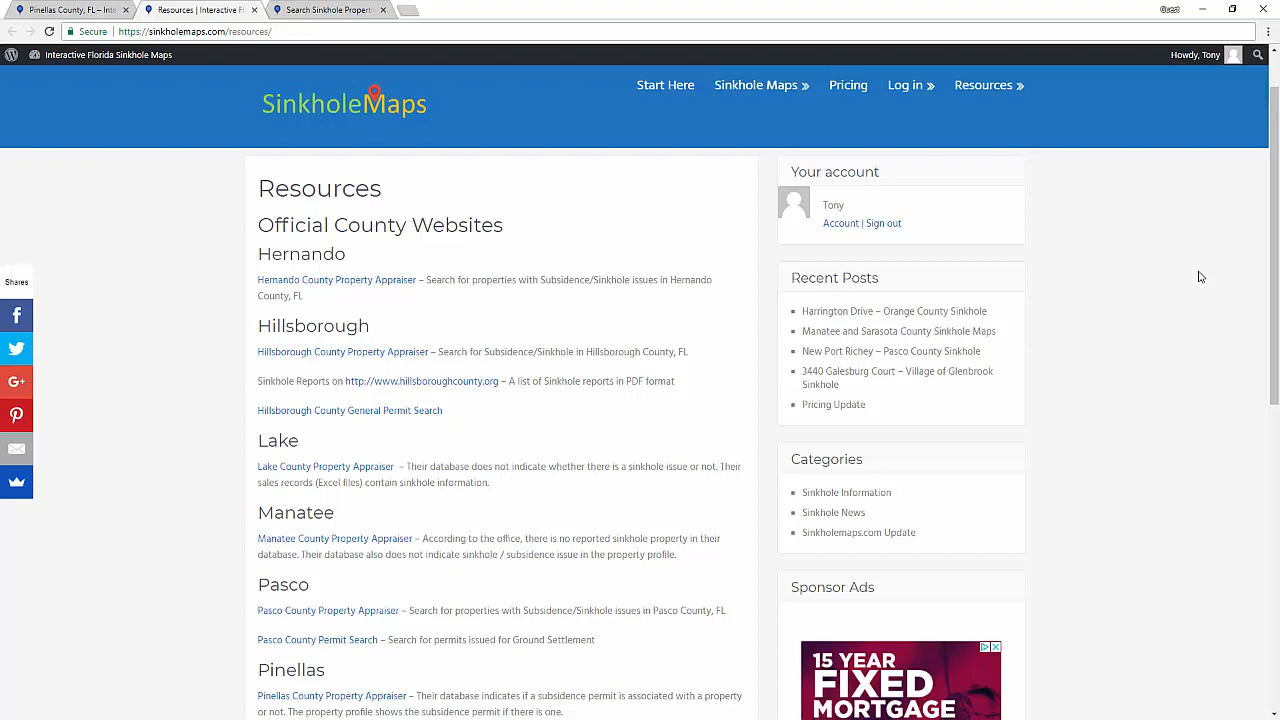 Pinellas County, FL – Inte
Resources | Interactive Fl
Search Sinkhole Propert
Guest
Secure
https://sinkholemaps.com/resources/
Interactive Florida Sinkhole Maps
Howdy, Tony
SinkholeMaps
Start Here
Sinkhole Maps »
Pricing
Log in »
Resources »
Resources
Official County Websites
Hernando
Hernando County Property Appraiser – Search for properties with Subsidence/Sinkhole issues in Hernando
County, FL
Hillsborough
Hillsborough County Property Appraiser – Search for Subsidence/Sinkhole in Hillsborough County, FL
Sinkhole Reports on http://www.hillsboroughcounty.org – A list of Sinkhole reports in PDF format
Hillsborough County General Permit Search
Lake
Lake County Property Appraiser – Their database does not indicate whether there is a sinkhole issue or not. Their
sales records (Excel files) contain sinkhole information.
Manatee
Manatee County Property Appraiser – According to the office, there is no reported sinkhole property in their
database. Their database also does not indicate sinkhole / subsidence issue in the property profile.
Pasco
Pasco County Property Appraiser – Search for properties with Subsidence/Sinkhole issues in Pasco County, FL
Pasco County Permit Search – Search for permits issued for Ground Settlement
Pinellas
Pinellas County Property Appraiser – Their database indicates if a subsidence permit is associated with a property
or not. The property profile shows the subsidence permit if there is one.
Shares
Your account
Tony
Account | Sign out
Recent Posts
Harrington Drive – Orange County Sinkhole
Manatee and Sarasota County Sinkhole Maps
New Port Richey – Pasco County Sinkhole
3440 Galesburg Court – Village of Glenbrook
Sinkhole
Pricing Update
Categories
Sinkhole Information
Sinkhole News
Sinkholemaps.com Update
Sponsor Ads
15 YEAR
FIXED
MORTGAGE